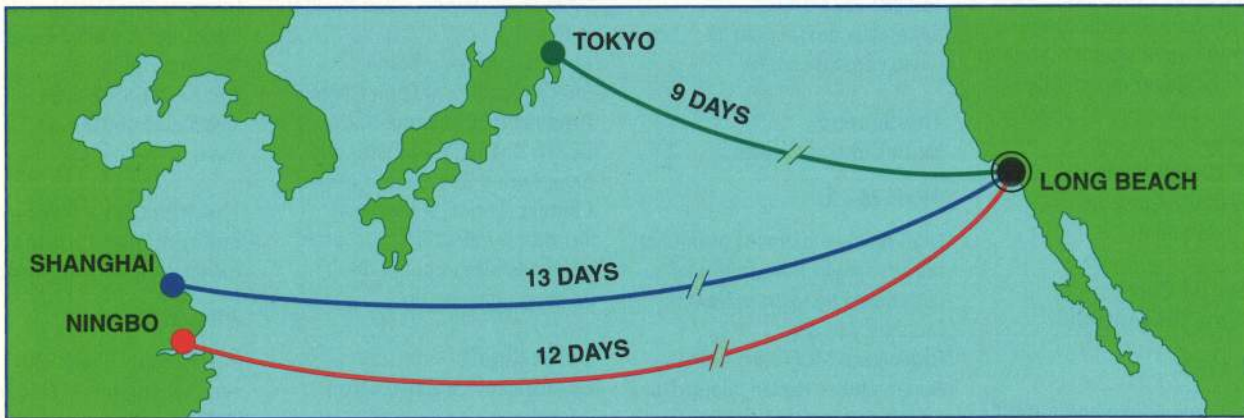 TOKYO
9 DAYS
LONG BEACH
SHANGHAI
13 DAYS
NINGBO
12 DAYS